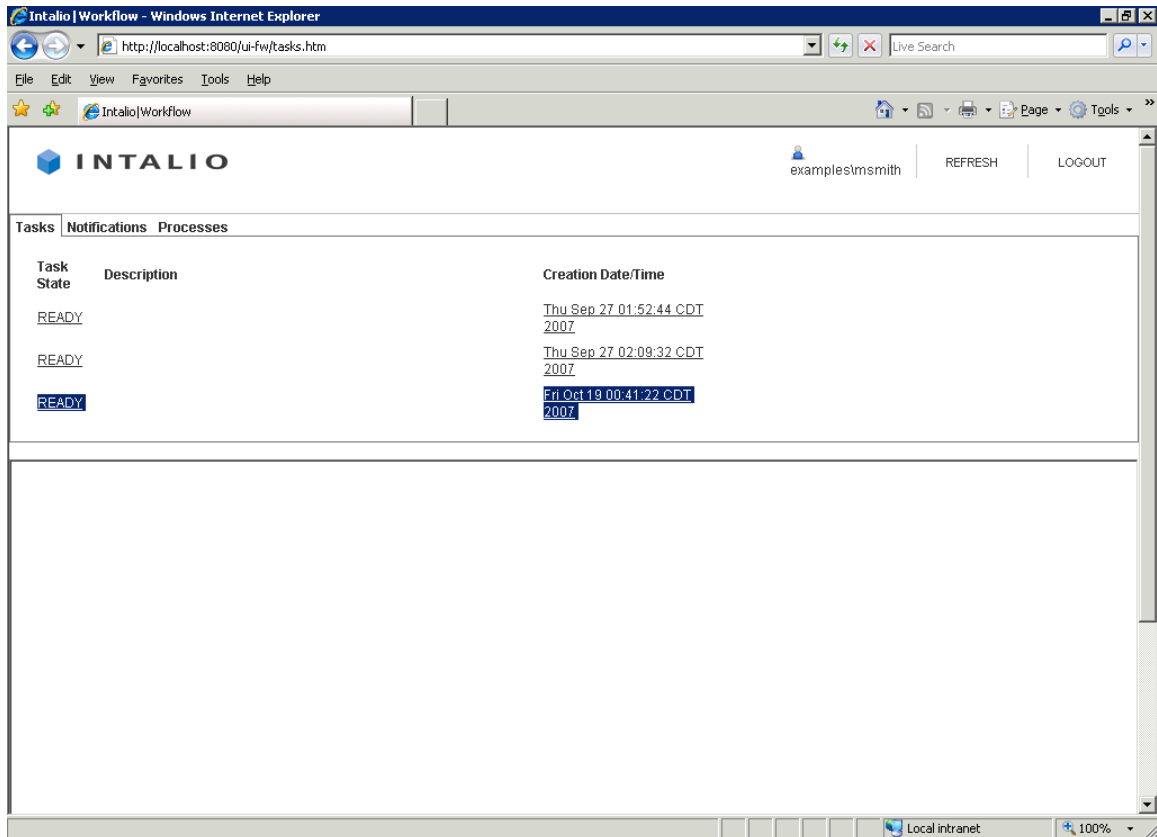 Intalio|Workflow - Windows Internet Explorer
http://localhost:8080/ui-fw/tasks.htm
Live Search
File Edit View Favorites Tools Help
Intalio|Workflow
Page Tools »
INTALIO
examples\msmith
REFRESH
LOGOUT
Tasks Notifications Processes
Task State
Description
Creation Date/Time
READY
Thu Sep 27 01:52:44 CDT
2007
READY
Thu Sep 27 02:09:32 CDT
2007
READY
Fri Oct 19 00:41:22 CDT
2007
Local intranet
100%